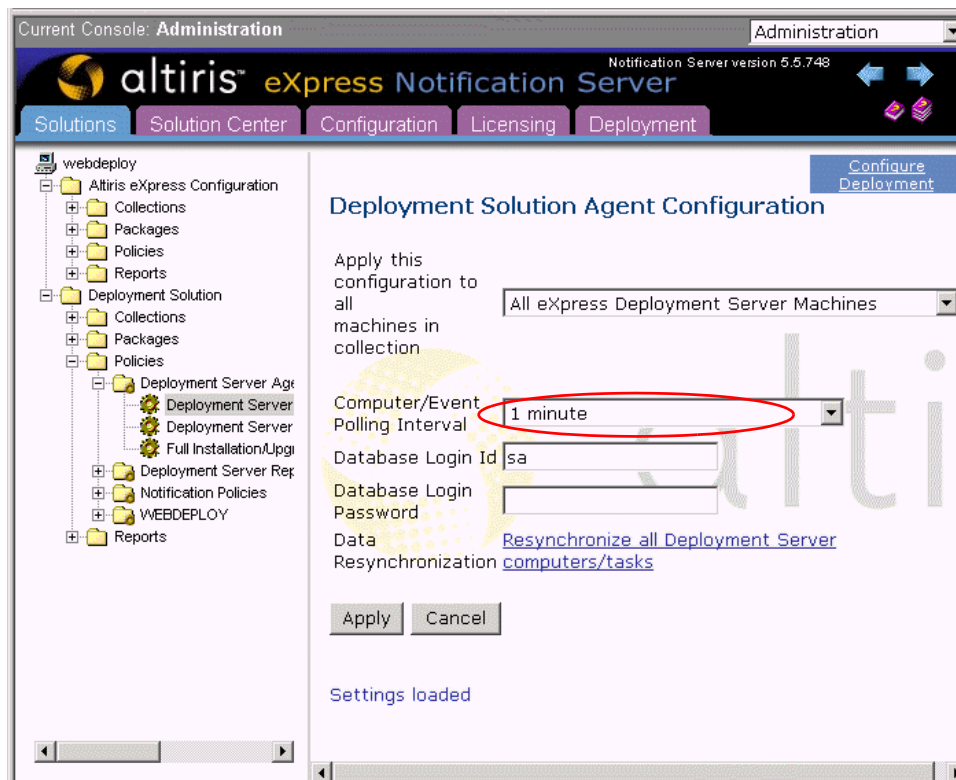 Current Console: Administration
Administration
Notification Server version 5.5.748
altiris™ eXpress Notification Server
Solutions
Solution Center
Configuration
Licensing
Deployment
webdeploy
Altiris eXpress Configuration
Collections
Packages
Policies
Reports
Deployment Solution
Collections
Packages
Policies
Deployment Server Age
Deployment Server
Deployment Server
Full Installation/Upgr
Deployment Server Rep
Notification Policies
WEBDEPLOY
Reports
Configure
Deployment
Deployment Solution Agent Configuration
Apply this
configuration to
all
machines in
collection
All eXpress Deployment Server Machines
Computer/Event
Polling Interval
1 minute
Database Login Id
sa
Database Login
Password
Data
Resynchronization
Resynchronize all Deployment Server
computers/tasks
Apply
Cancel
Settings loaded
alti